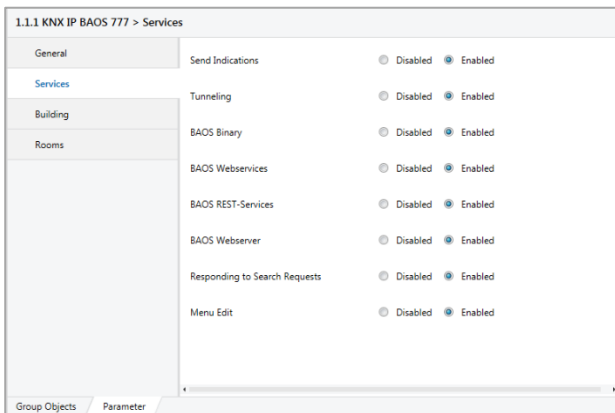 1.1.1 KNX IP BAOS 777 > Services
General
Services
Building
Rooms
Send Indications Disabled Enabled
Tunneling Disabled Enabled
BAOS Binary Disabled Enabled
BAOS Webservices Disabled Enabled
BAOS REST-Services Disabled Enabled
BAOS Webserver Disabled Enabled
Responding to Search Requests Disabled Enabled
Menu Edit Disabled Enabled
Group Objects Parameter